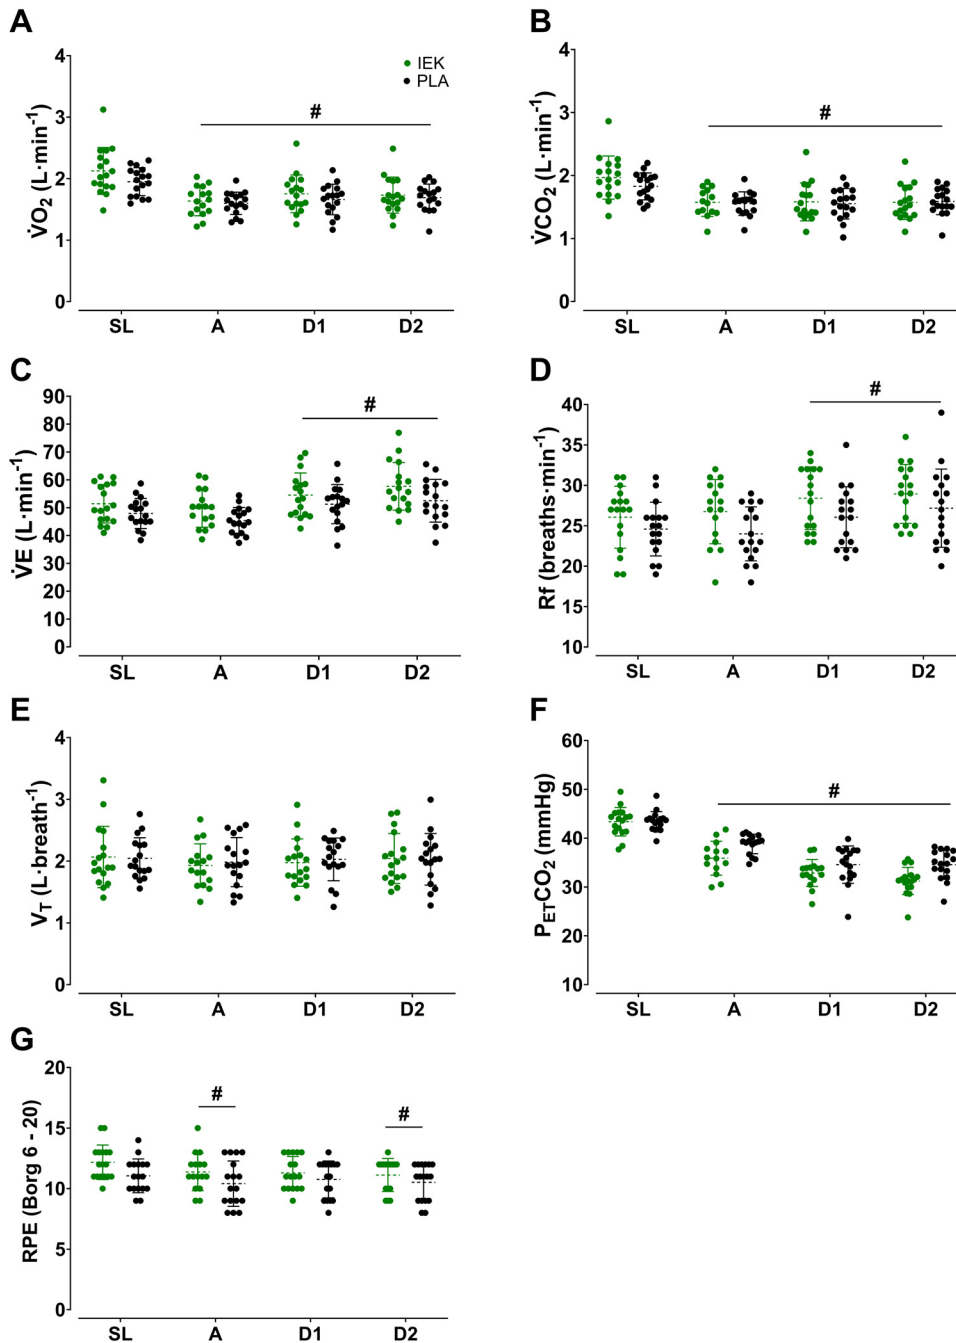 A
V̇O₂ (L·min⁻¹)
4
3
2
1
0
#
IEK
PLA
SL A D1 D2
B
V̇CO₂ (L·min⁻¹)
4
3
2
1
0
#
SL A D1 D2
C
V̇E (L·min⁻¹)
90
80
70
60
50
40
30
20
10
0
#
SL A D1 D2
D
Rf (breaths·min⁻¹)
40
35
30
25
20
15
10
#
SL A D1 D2
E
V_T (L·breath⁻¹)
4
3
2
1
0
SL A D1 D2
F
P_ETCO₂ (mmHg)
60
50
40
30
20
10
#
SL A D1 D2
G
RPE (Borg 6 - 20)
20
15
10
5
0
#
#
SL A D1 D2